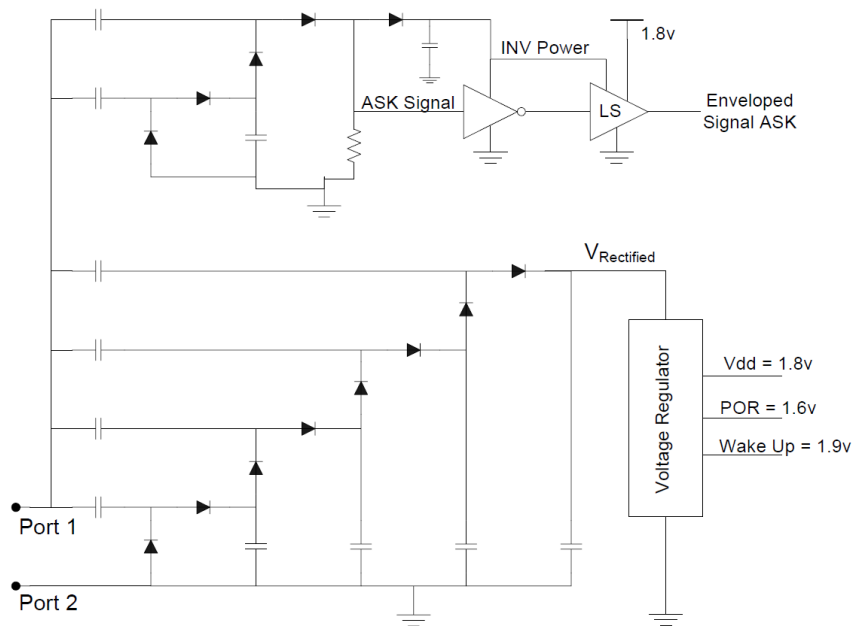 1.8v
INV Power
ASK Signal
LS
Enveloped
Signal ASK
VRectified
Voltage Regulator
Vdd = 1.8v
POR = 1.6v
Wake Up = 1.9v
Port 1
Port 2